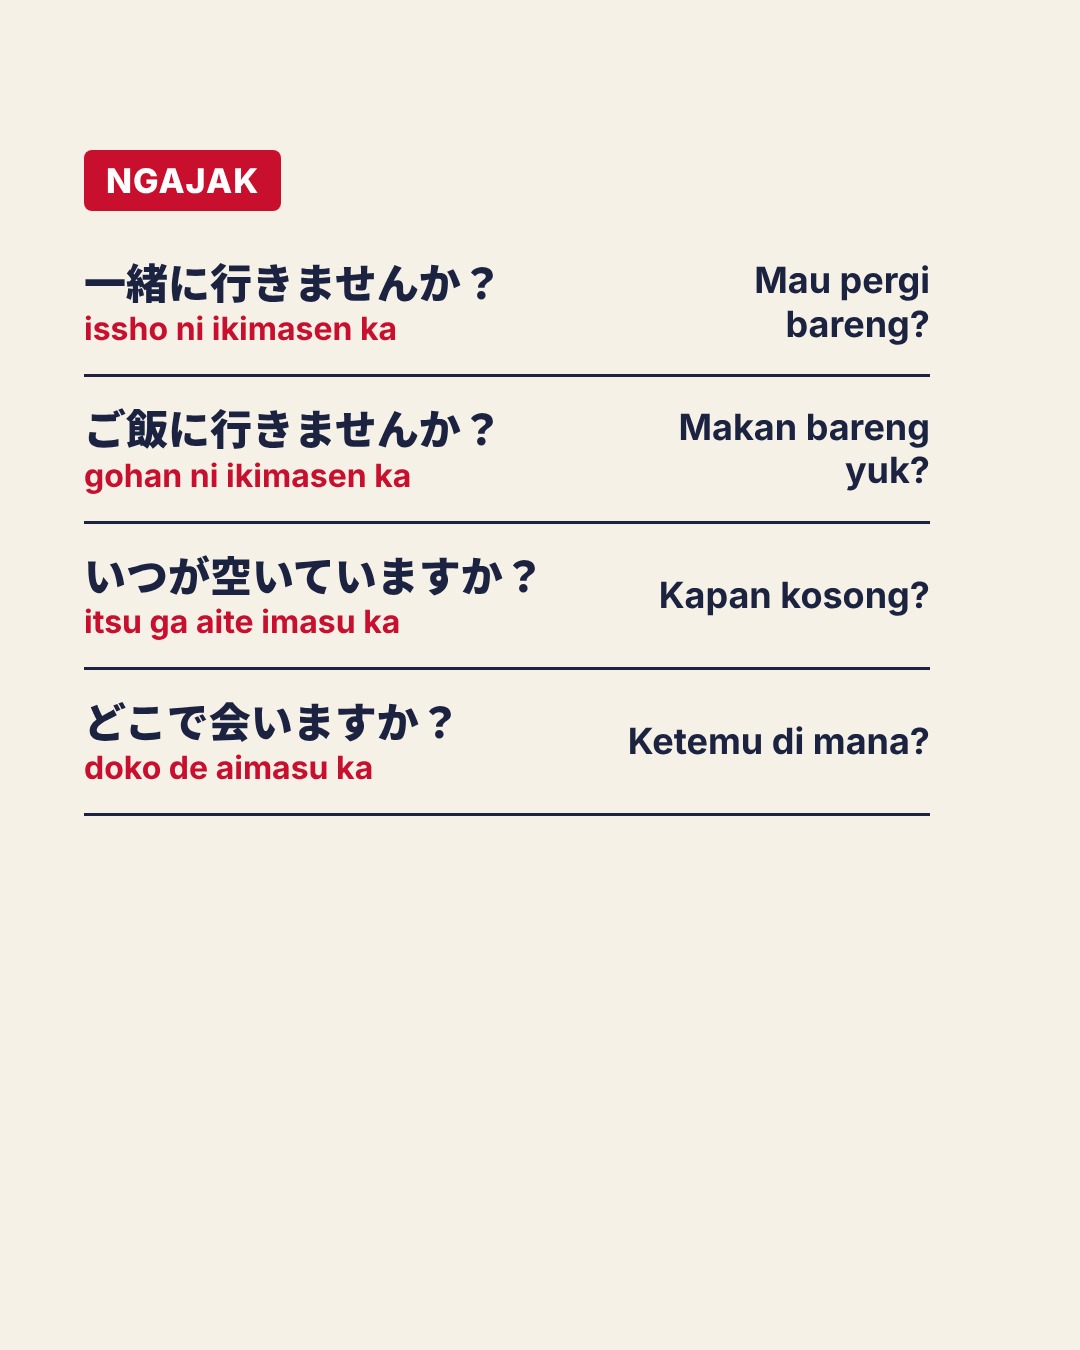 NGAJAK
一緒に行きませんか？
issho ni ikimasen ka
Mau pergi
bareng?
ご飯に行きませんか？
gohan ni ikimasen ka
Makan bareng
yuk?
いつが空いていますか？
itsu ga aite imasu ka
Kapan kosong?
どこで会いますか？
doko de aimasu ka
Ketemu di mana?